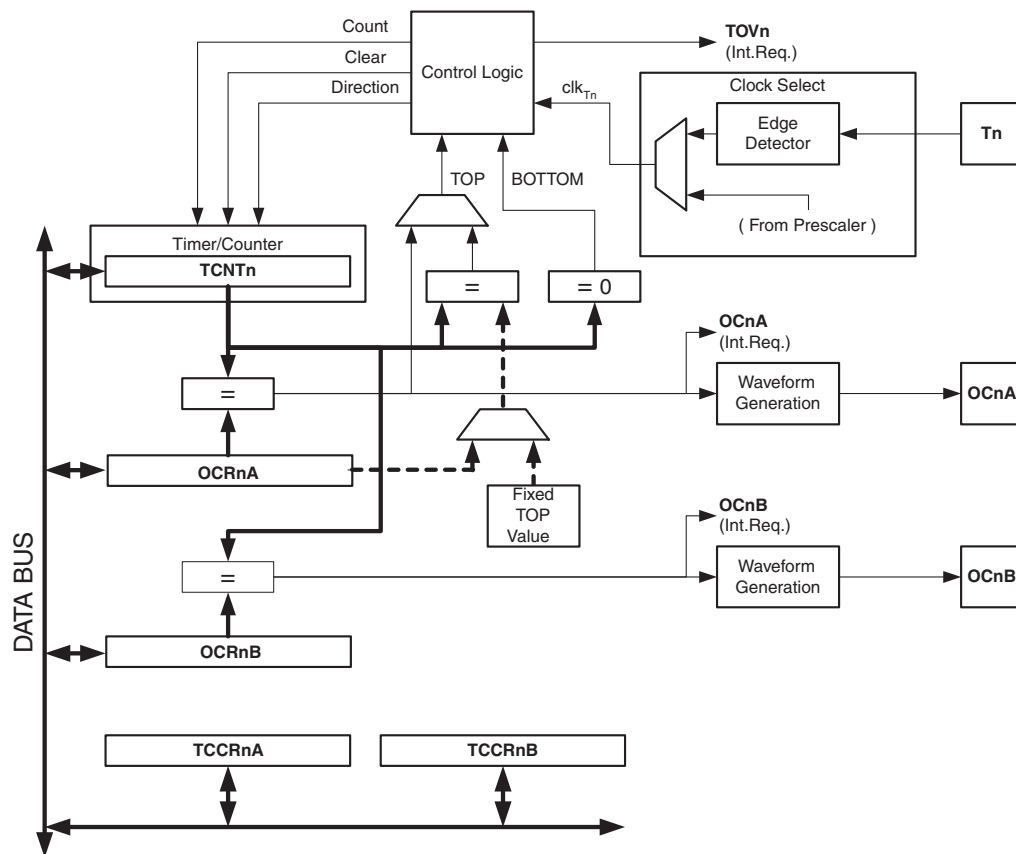 Count
Clear
Direction
Control Logic
TOVn
(Int.Req.)
clkTn
Clock Select
Edge
Detector
Tn
( From Prescaler )
TOP
BOTTOM
Timer/Counter
TCNTn
=
= 0
OCnA
(Int.Req.)
=
Waveform
Generation
OCnA
OCRnA
Fixed
TOP
Value
OCnB
(Int.Req.)
=
Waveform
Generation
OCnB
DATA BUS
OCRnB
TCCRnA
TCCRnB